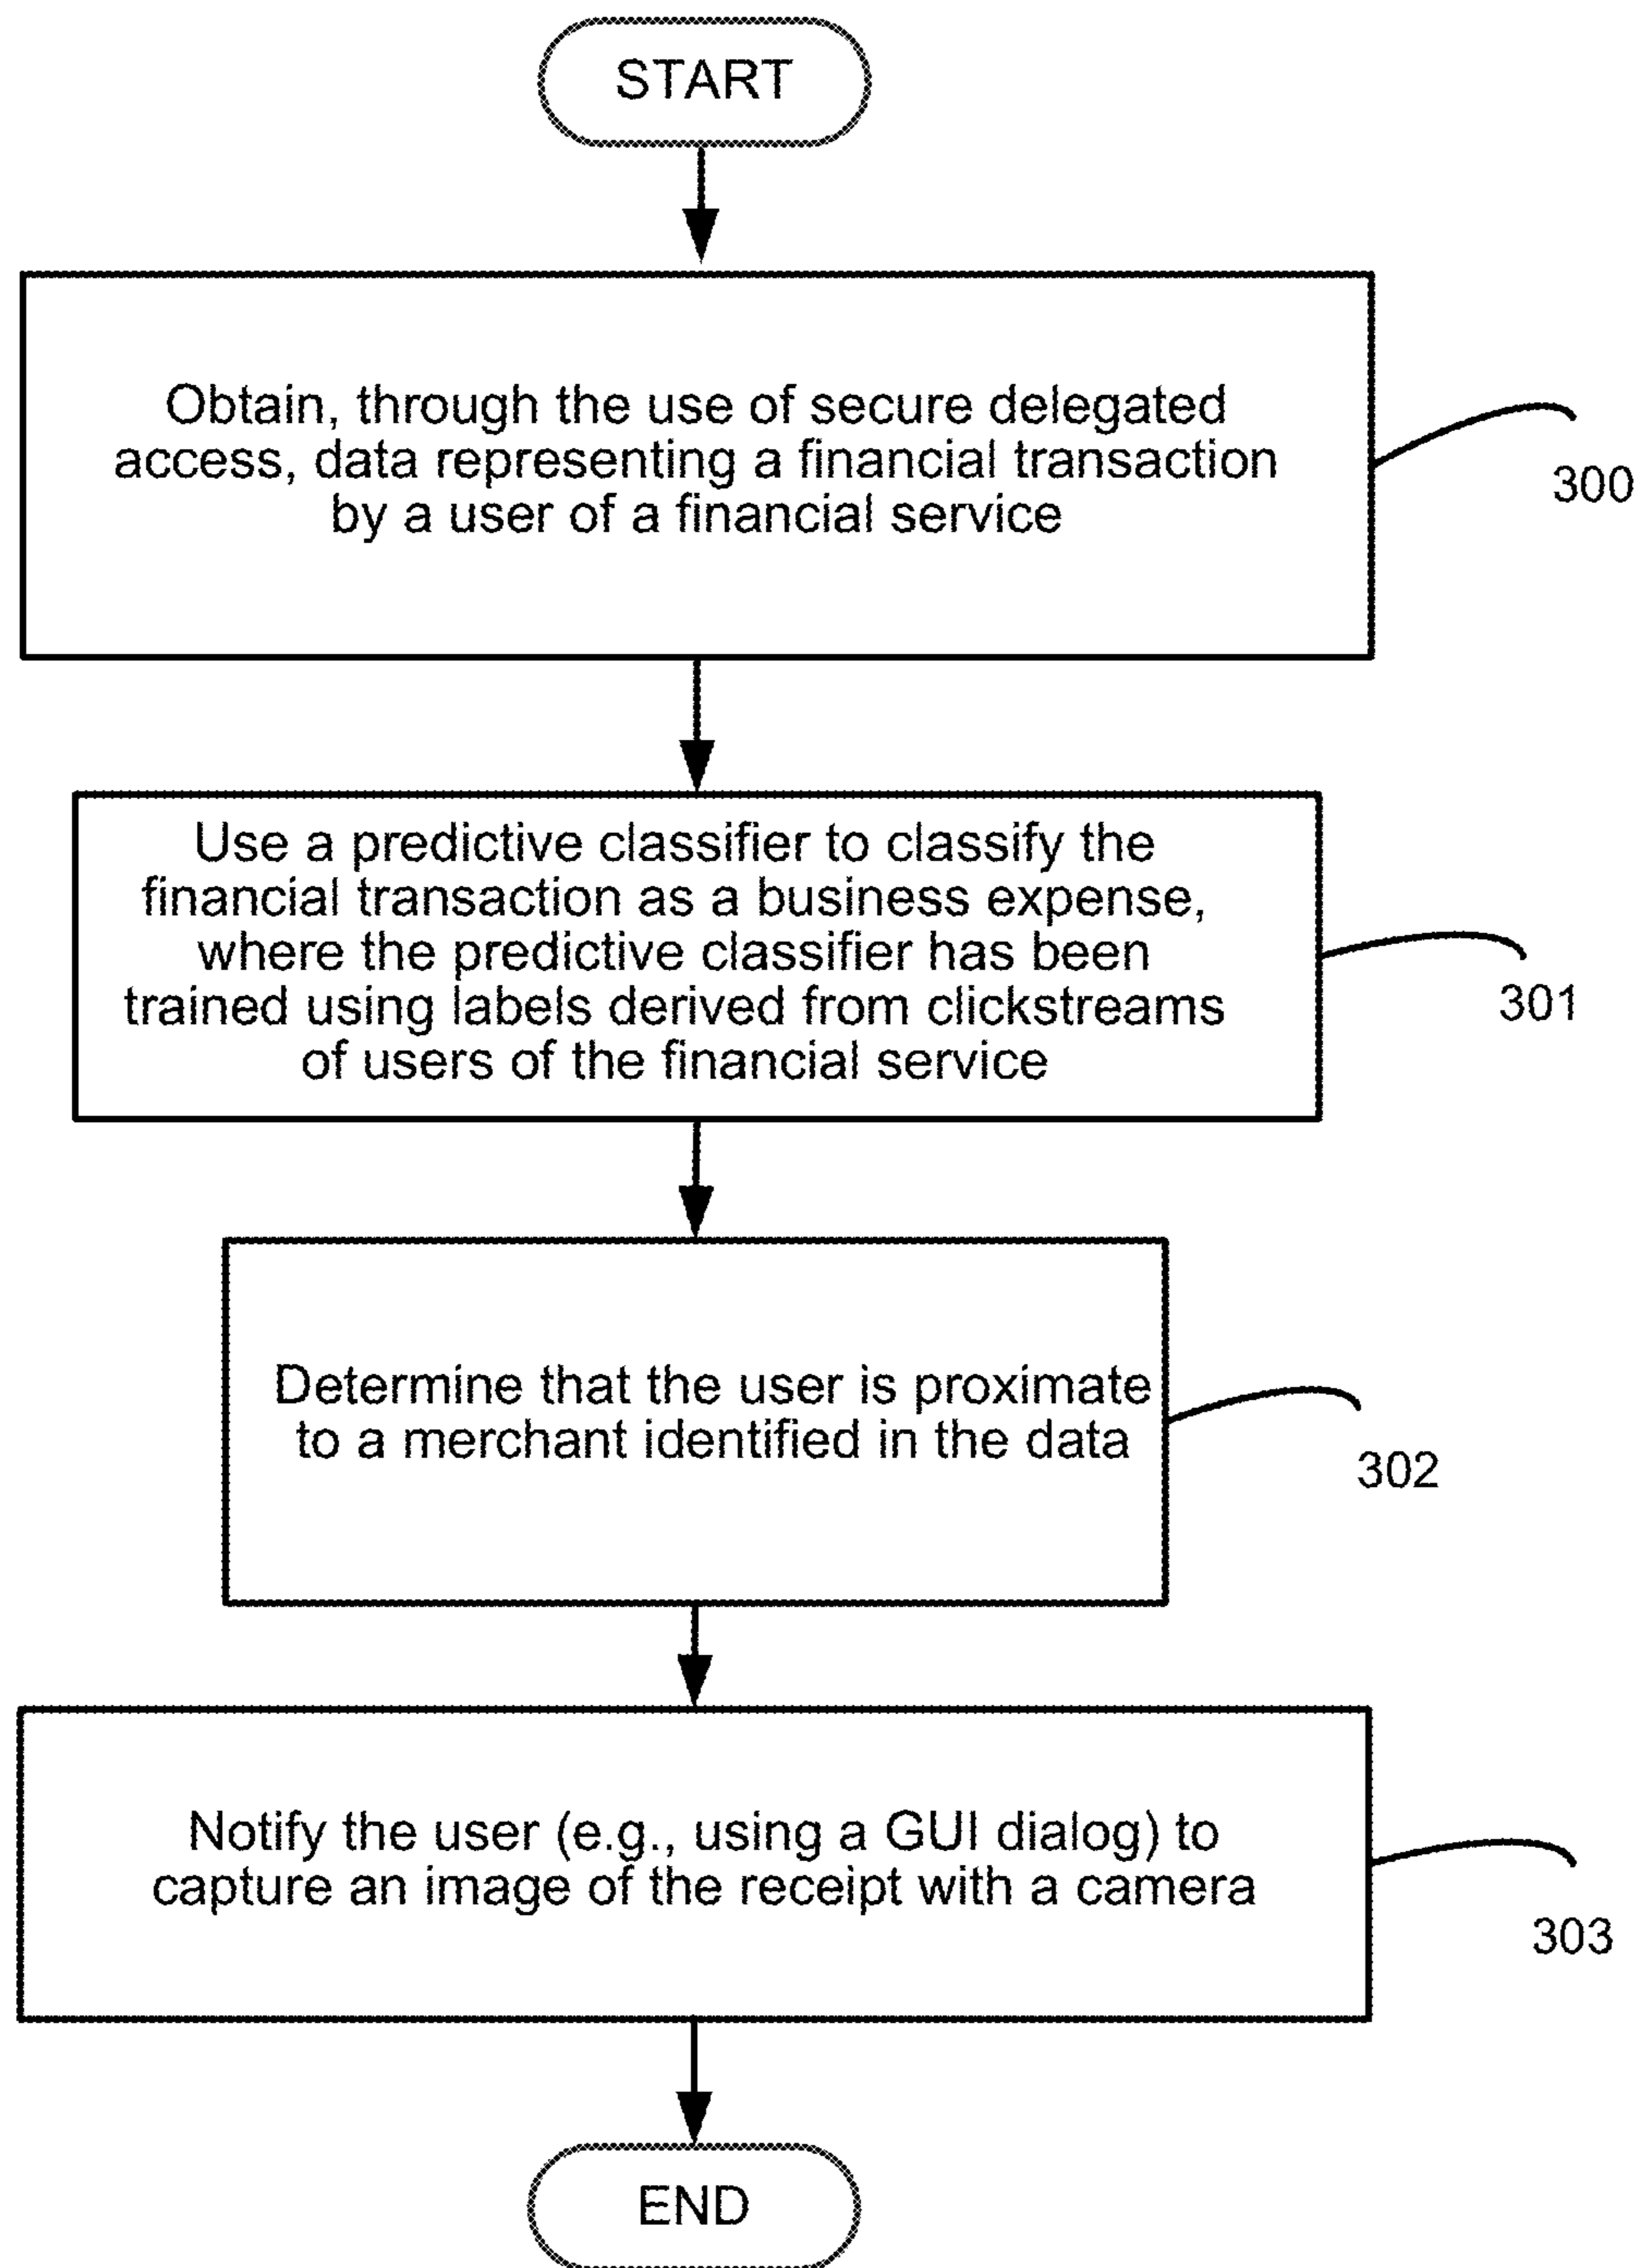 START
Obtain, through the use of secure delegated
access, data representing a financial transaction
by a user of a financial service
300
Use a predictive classifier to classify the
financial transaction as a business expense,
where the predictive classifier has been
trained using labels derived from clickstreams
of users of the financial service
301
Determine that the user is proximate
to a merchant identified in the data
302
Notify the user (e.g., using a GUI dialog) to
capture an image of the receipt with a camera
303
END